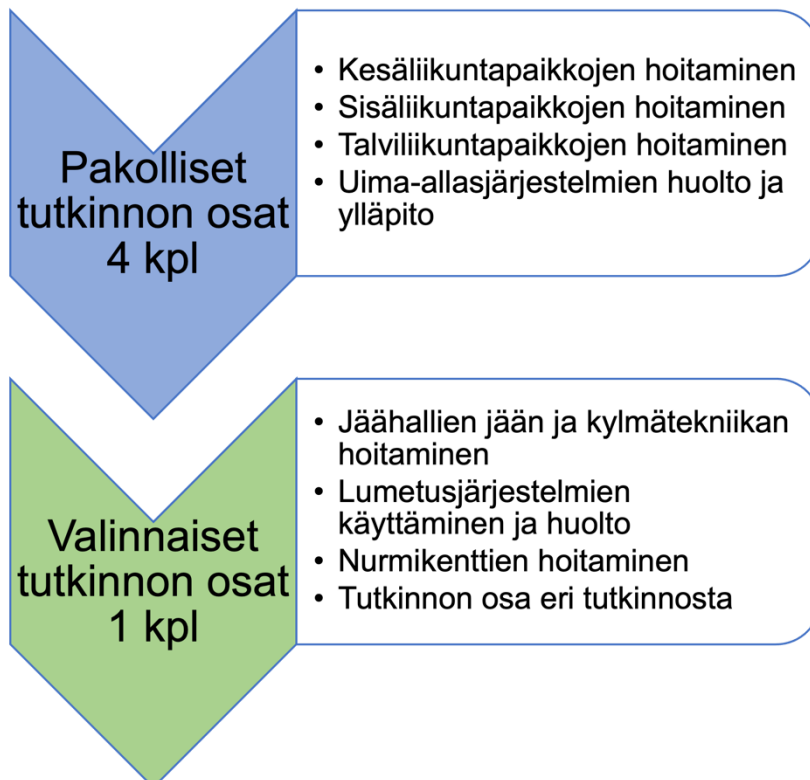 Pakolliset
tutkinnon osat
4 kpl
• Kesäliikuntapaikkojen hoitaminen
• Sisäliikuntapaikkojen hoitaminen
• Talviliikuntapaikkojen hoitaminen
• Uima-allasjärjestelmien huolto ja
ylläpito
Valinnaiset
tutkinnon osat
1 kpl
• Jäähallien jään ja kylmätekniikan
hoitaminen
• Lumetusjärjestelmien
käyttäminen ja huolto
• Nurmikenttien hoitaminen
• Tutkinnon osa eri tutkinnosta